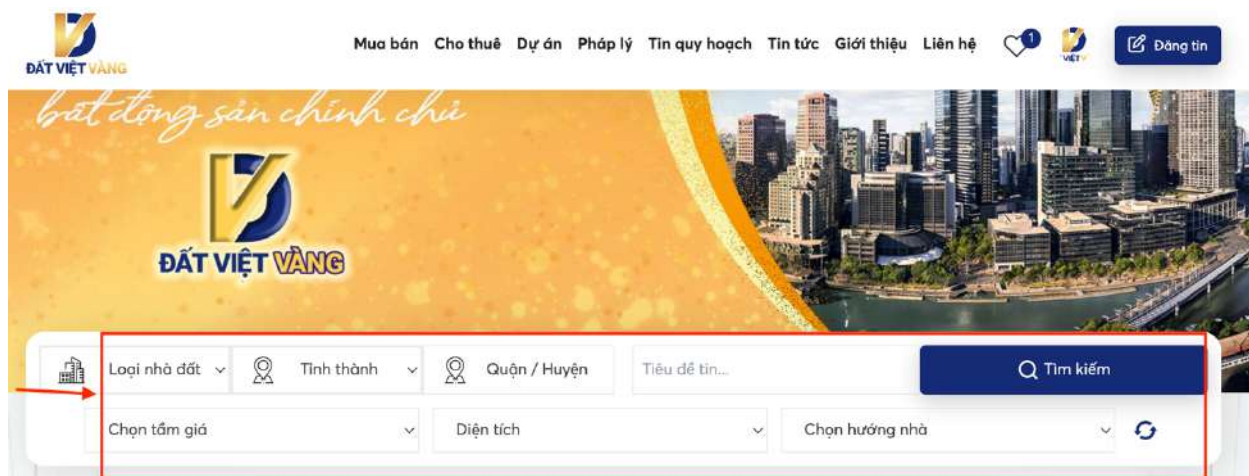 ĐẤT VIỆT VÀNG
Mua bán Cho thuê Dự án Pháp lý Tin quy hoạch Tin tức Giới thiệu Liên hệ 1 Đăng tin
bất động sản chính chủ
ĐẤT VIỆT VÀNG
Loại nhà đất Tỉnh thành Quận / Huyện Tiêu đề tin... Tìm kiếm
Chọn tầm giá Diện tích Chọn hướng nhà